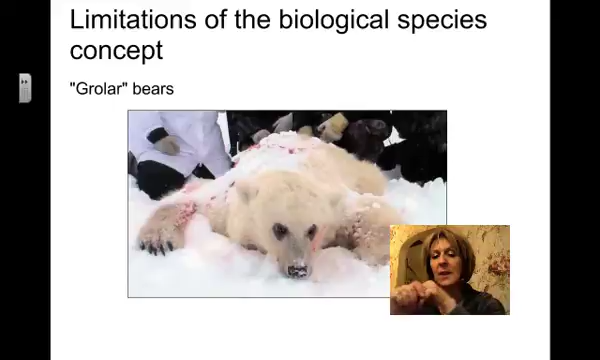 Limitations of the biological species
concept
"Grolar" bears